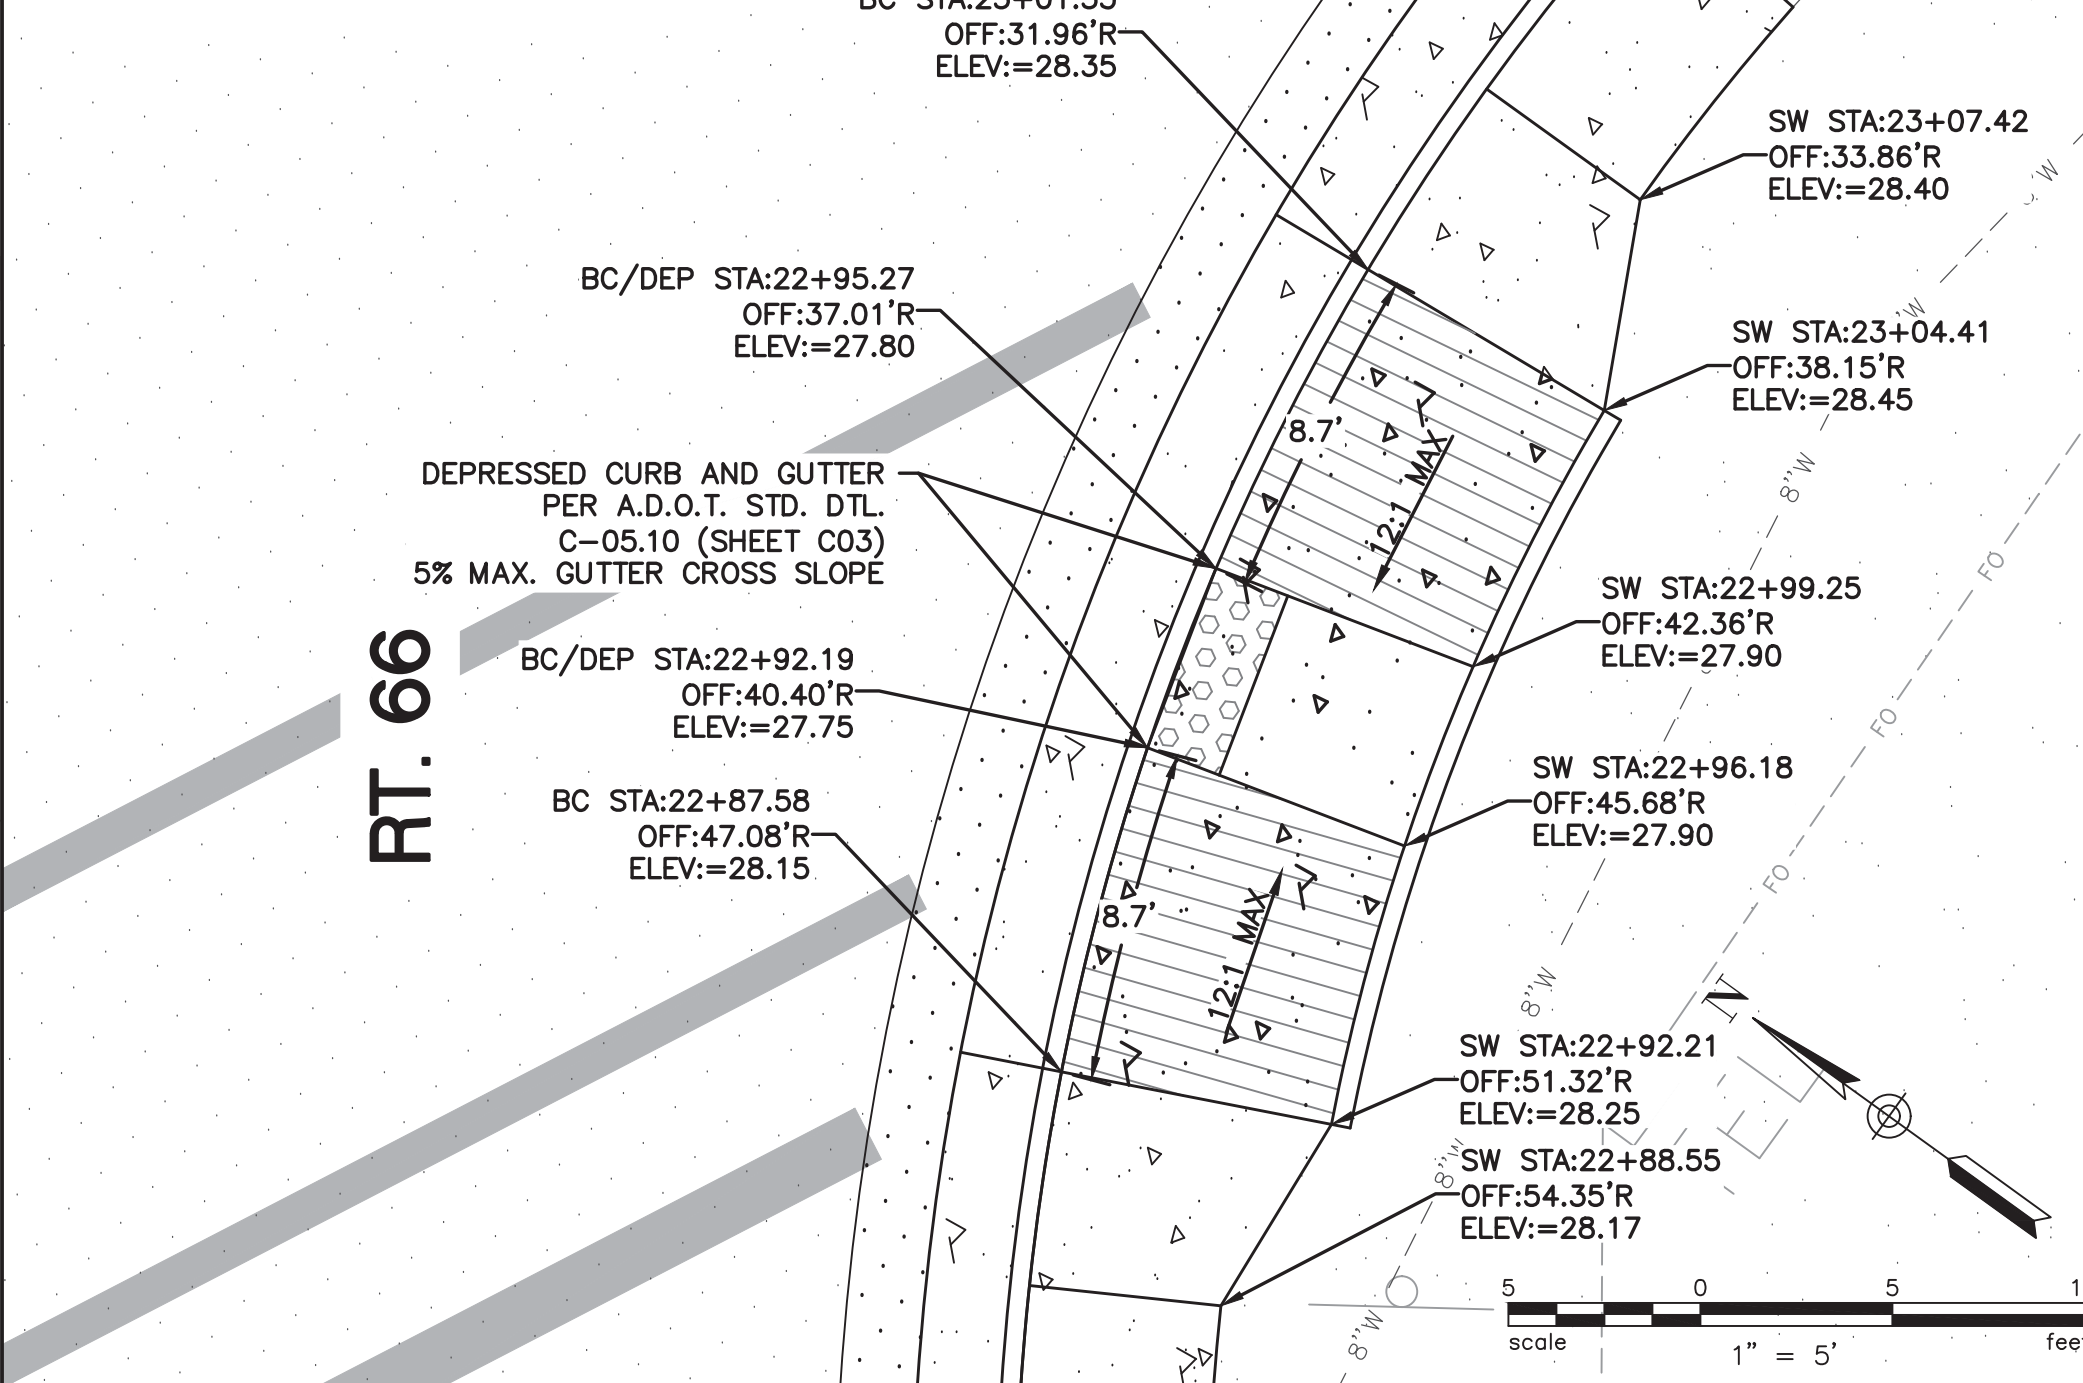 OFF:31.96'R
ELEV:=28.35
SW STA:23+07.42
OFF:33.86'R
ELEV:=28.40
BC/DEP STA:22+95.27
OFF:37.01'R
ELEV:=27.80
SW STA:23+04.41
OFF:38.15'R
ELEV:=28.45
8.7'
12:1 MAX
8"W
DEPRESSED CURB AND GUTTER
PER A.D.O.T. STD. DTL.
C-05.10 (SHEET C03)
5% MAX. GUTTER CROSS SLOPE
FO
SW STA:22+99.25
OFF:42.36'R
ELEV:=27.90
RT. 66
BC/DEP STA:22+92.19
OFF:40.40'R
ELEV:=27.75
FO
SW STA:22+96.18
OFF:45.68'R
ELEV:=27.90
BC STA:22+87.58
OFF:47.08'R
ELEV:=28.15
FO
8.7'
12:1 MAX
8"W
N
SW STA:22+92.21
OFF:51.32'R
ELEV:=28.25
8"W
SW STA:22+88.55
OFF:54.35'R
ELEV:=28.17
8"W
5 0 5
scale
1" = 5'